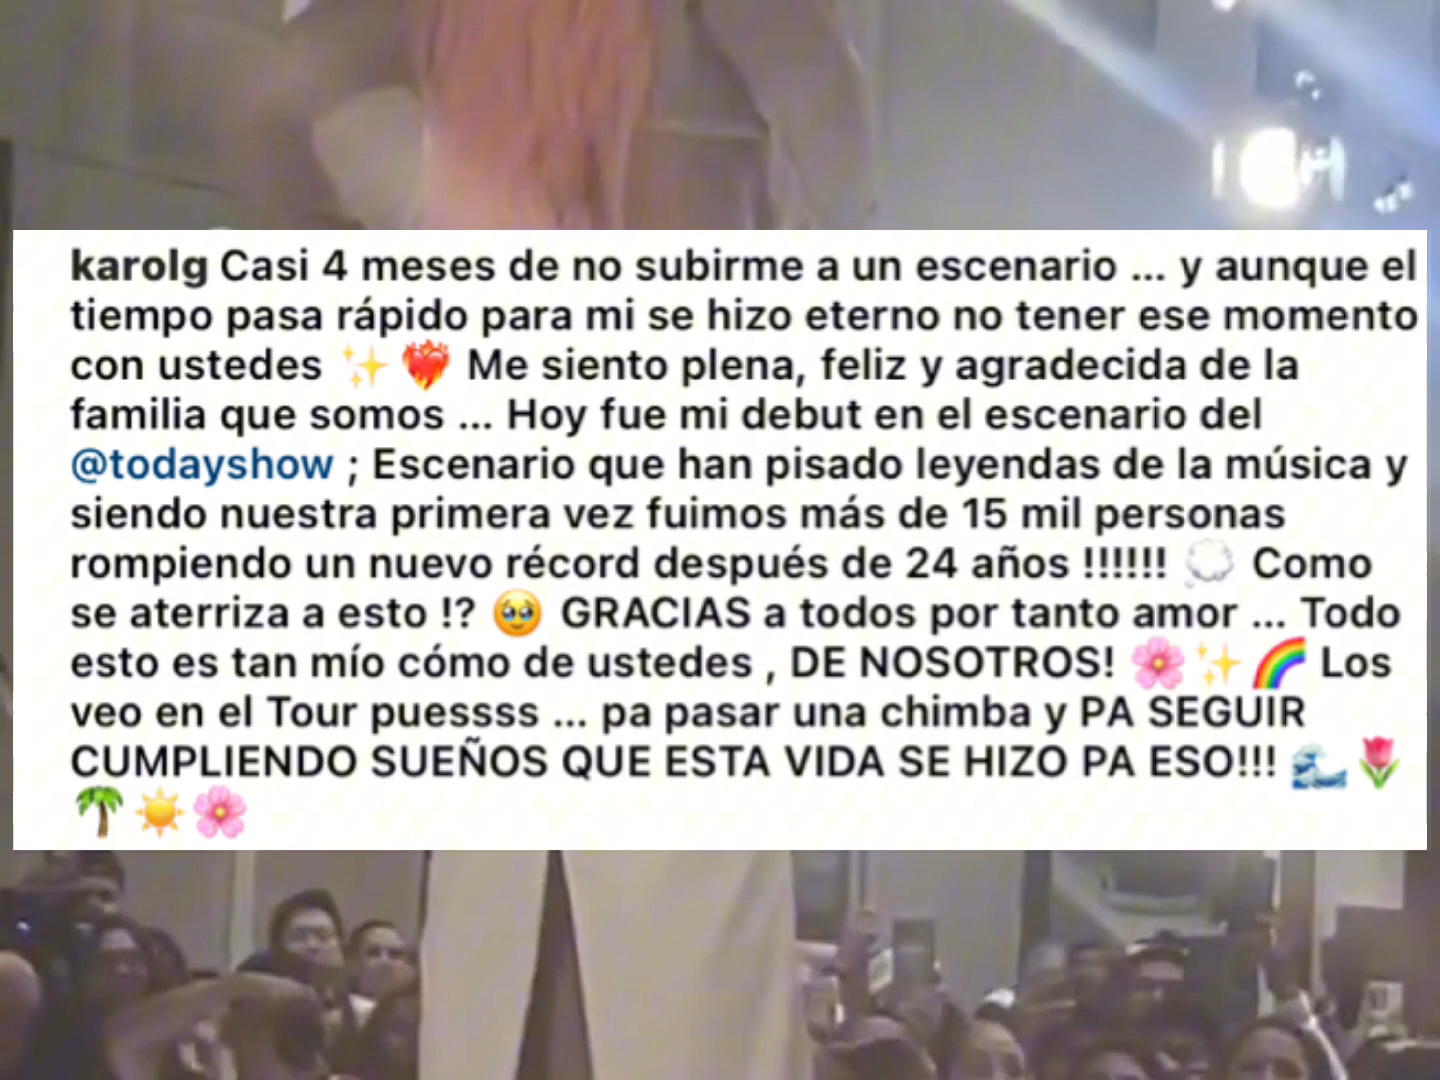 karolg Casi 4 meses de no subirme a un escenario ... y aunque el
tiempo pasa rápido para mi se hizo eterno no tener ese momento
con ustedes ✨❤️‍🔥 Me siento plena, feliz y agradecida de la
familia que somos ... Hoy fue mi debut en el escenario del
@todayshow ; Escenario que han pisado leyendas de la música y
siendo nuestra primera vez fuimos más de 15 mil personas
rompiendo un nuevo récord después de 24 años !!!!!! 💭 Como
se aterriza a esto !? 🥹 GRACIAS a todos por tanto amor ... Todo
esto es tan mío cómo de ustedes , DE NOSOTROS! 🌸✨🌈 Los
veo en el Tour puessss ... pa pasar una chimba y PA SEGUIR
CUMPLIENDO SUEÑOS QUE ESTA VIDA SE HIZO PA ESO!!! 🌊🌷
🌴☀️🌸